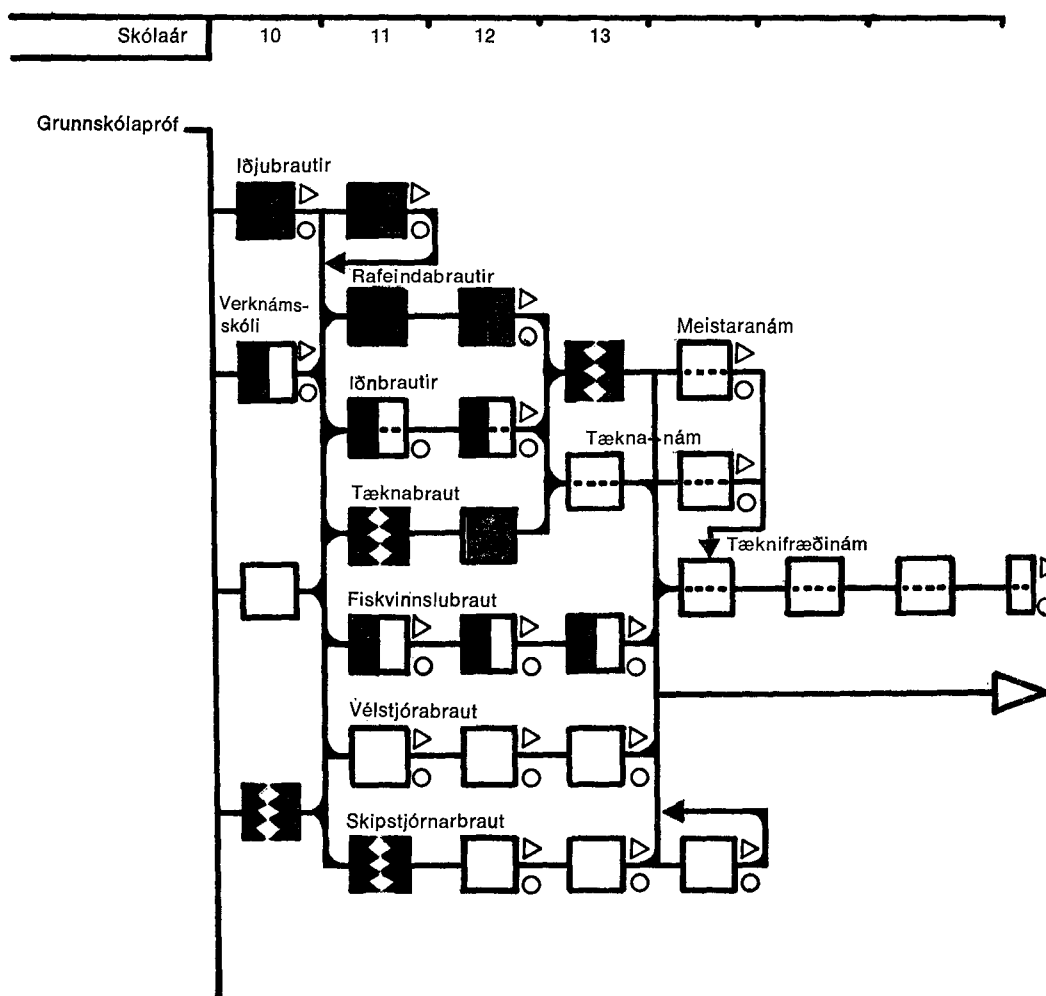 Skólaár 10 11 12 13
Grunnskólapróf
Iðjubrautir
Rafeindabrautir
Verknáms-
skóli
Meistaranám
Iðnbrautir
Tækna-nám
Tæknabraut
Tæknifræðinám
Fiskvinnslubraut
Vélstjórabraut
Skipstjórnarbraut